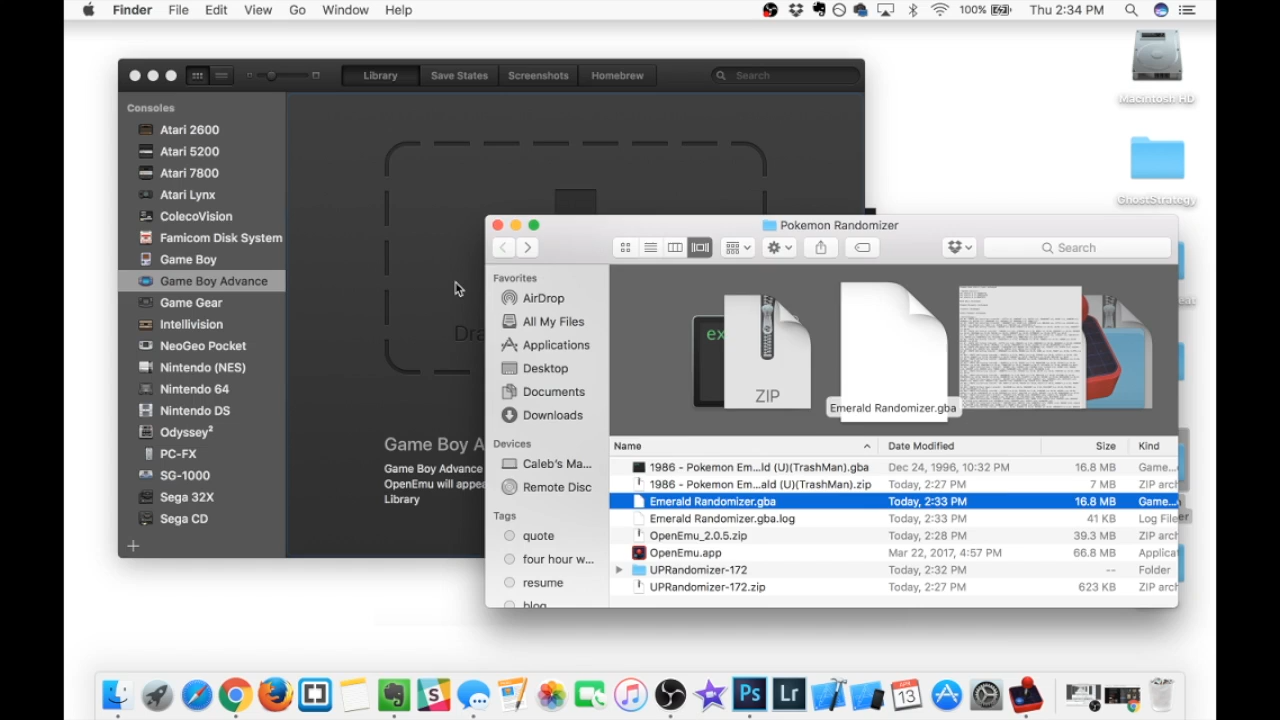 Finder File Edit View Go Window Help 100% Thu 2:34 PM
Macintosh HD
GhostStrategy
Library Save States Screenshots Homebrew Search
Consoles
Atari 2600
Atari 5200
Atari 7800
Atari Lynx
ColecoVision
Famicom Disk System
Game Boy
Game Boy Advance
Game Gear
Intellivision
NeoGeo Pocket
Nintendo (NES)
Nintendo 64
Nintendo DS
Odyssey²
PC-FX
SG-1000
Sega 32X
Sega CD
Dra
Game Boy A
Game Boy Advance
OpenEmu will appea
Library
Pokemon Randomizer
Search
Favorites
AirDrop
All My Files
Applications
Desktop
Documents
Downloads
Devices
Caleb's Ma...
Remote Disc
Tags
quote
four hour w...
resume
blog
ex
ZIP
Emerald Randomizer.gba
Name Date Modified Size Kind
1986 - Pokemon Em...ld (U)(TrashMan).gba Dec 24, 1996, 10:32 PM 16.8 MB Game...
1986 - Pokemon Em...ald (U)(TrashMan).zip Today, 2:27 PM 7 MB ZIP arch
Emerald Randomizer.gba Today, 2:33 PM 16.8 MB Game...
Emerald Randomizer.gba.log Today, 2:33 PM 41 KB Log File
OpenEmu_2.0.5.zip Today, 2:28 PM 39.3 MB ZIP arch
OpenEmu.app Mar 22, 2017, 4:57 PM 66.8 MB Applica
UPRandomizer-172 Today, 2:32 PM -- Folder
UPRandomizer-172.zip Today, 2:27 PM 623 KB ZIP arch
Ps Lr APR 13